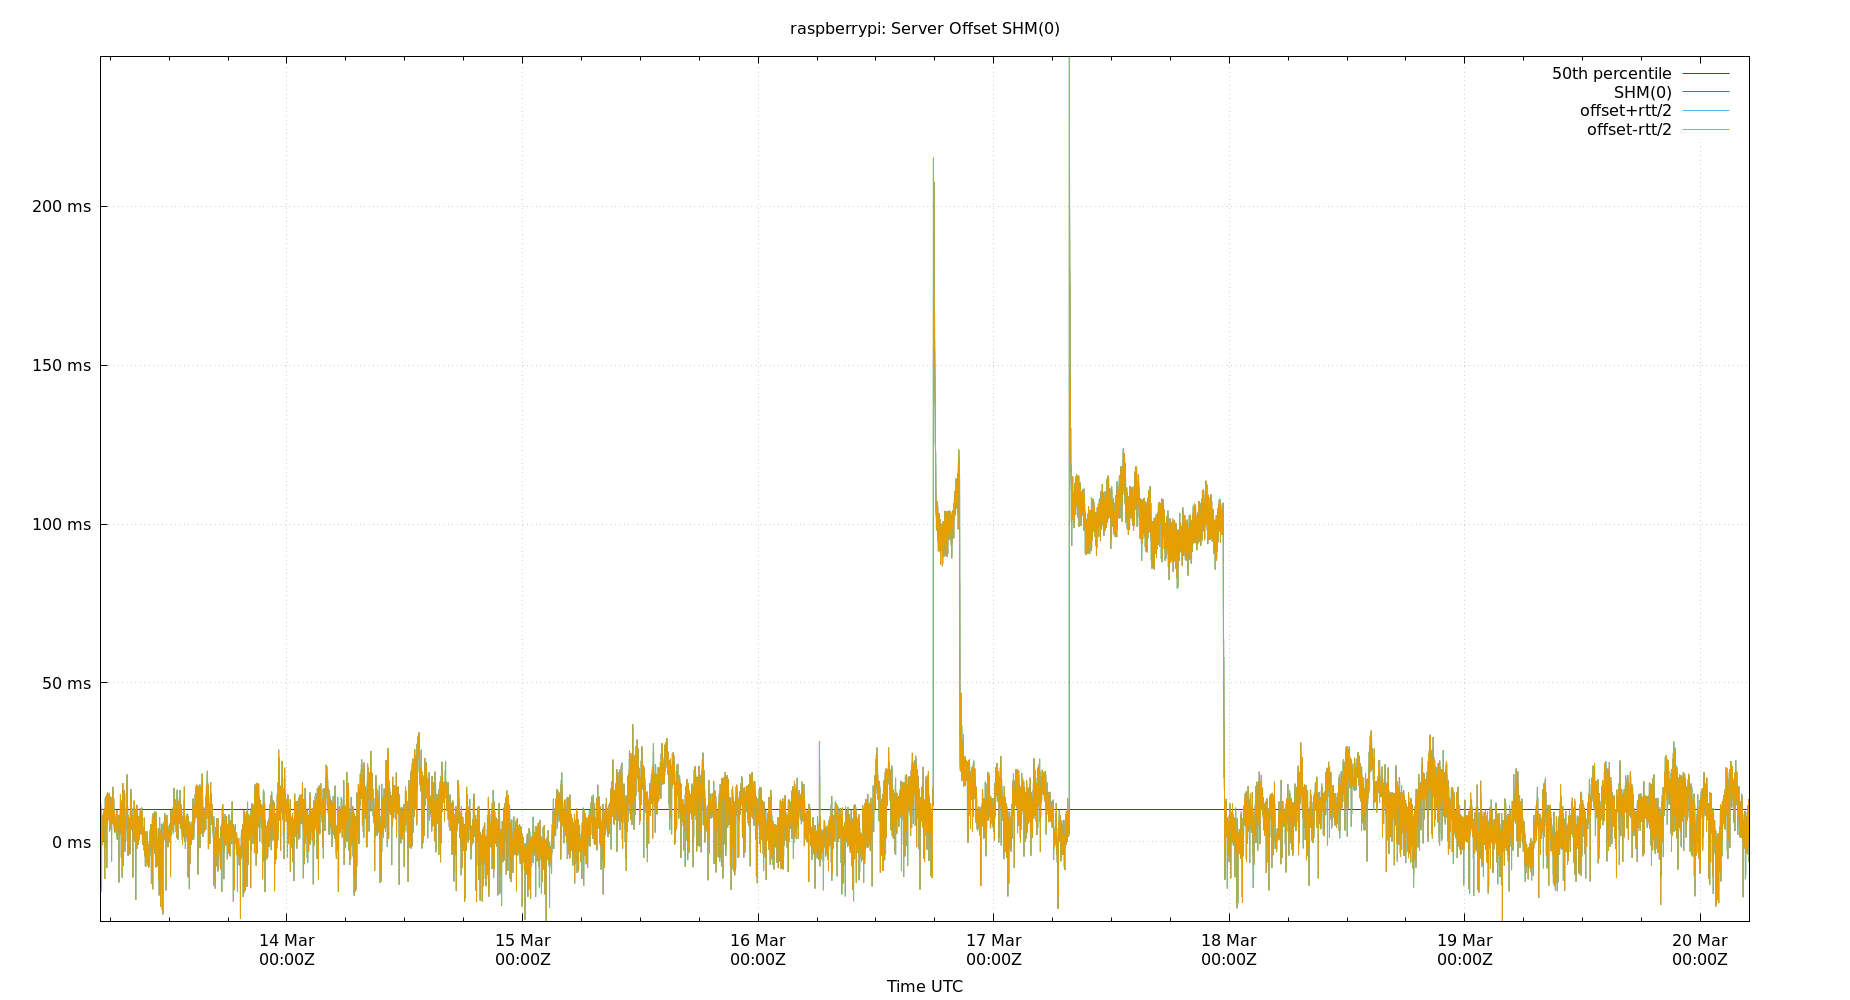 raspberrypi: Server Offset SHM(0)
50th percentile
SHM(0)
offset+rtt/2
offset-rtt/2
200 ms
150 ms
100 ms
50 ms
0 ms
14 Mar 15 Mar 16 Mar 17 Mar 18 Mar 19 Mar 20 Mar
00:00Z 00:00Z 00:00Z 00:00Z 00:00Z 00:00Z 00:00Z
Time UTC